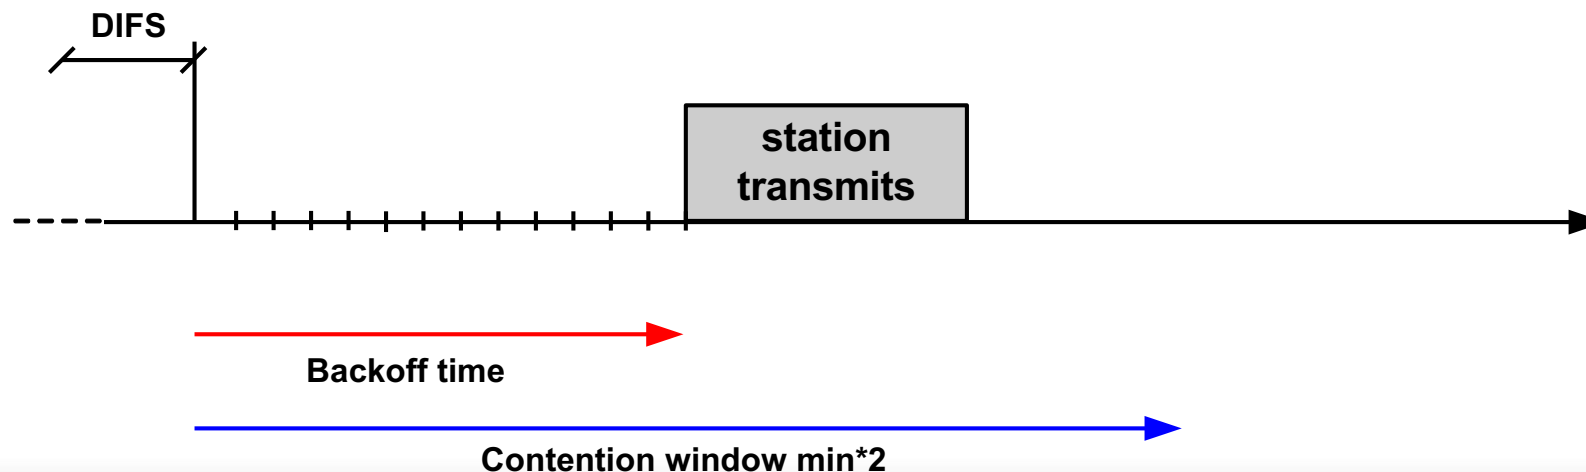 DIFS
station
transmits
Backoff time
Contention window min*2